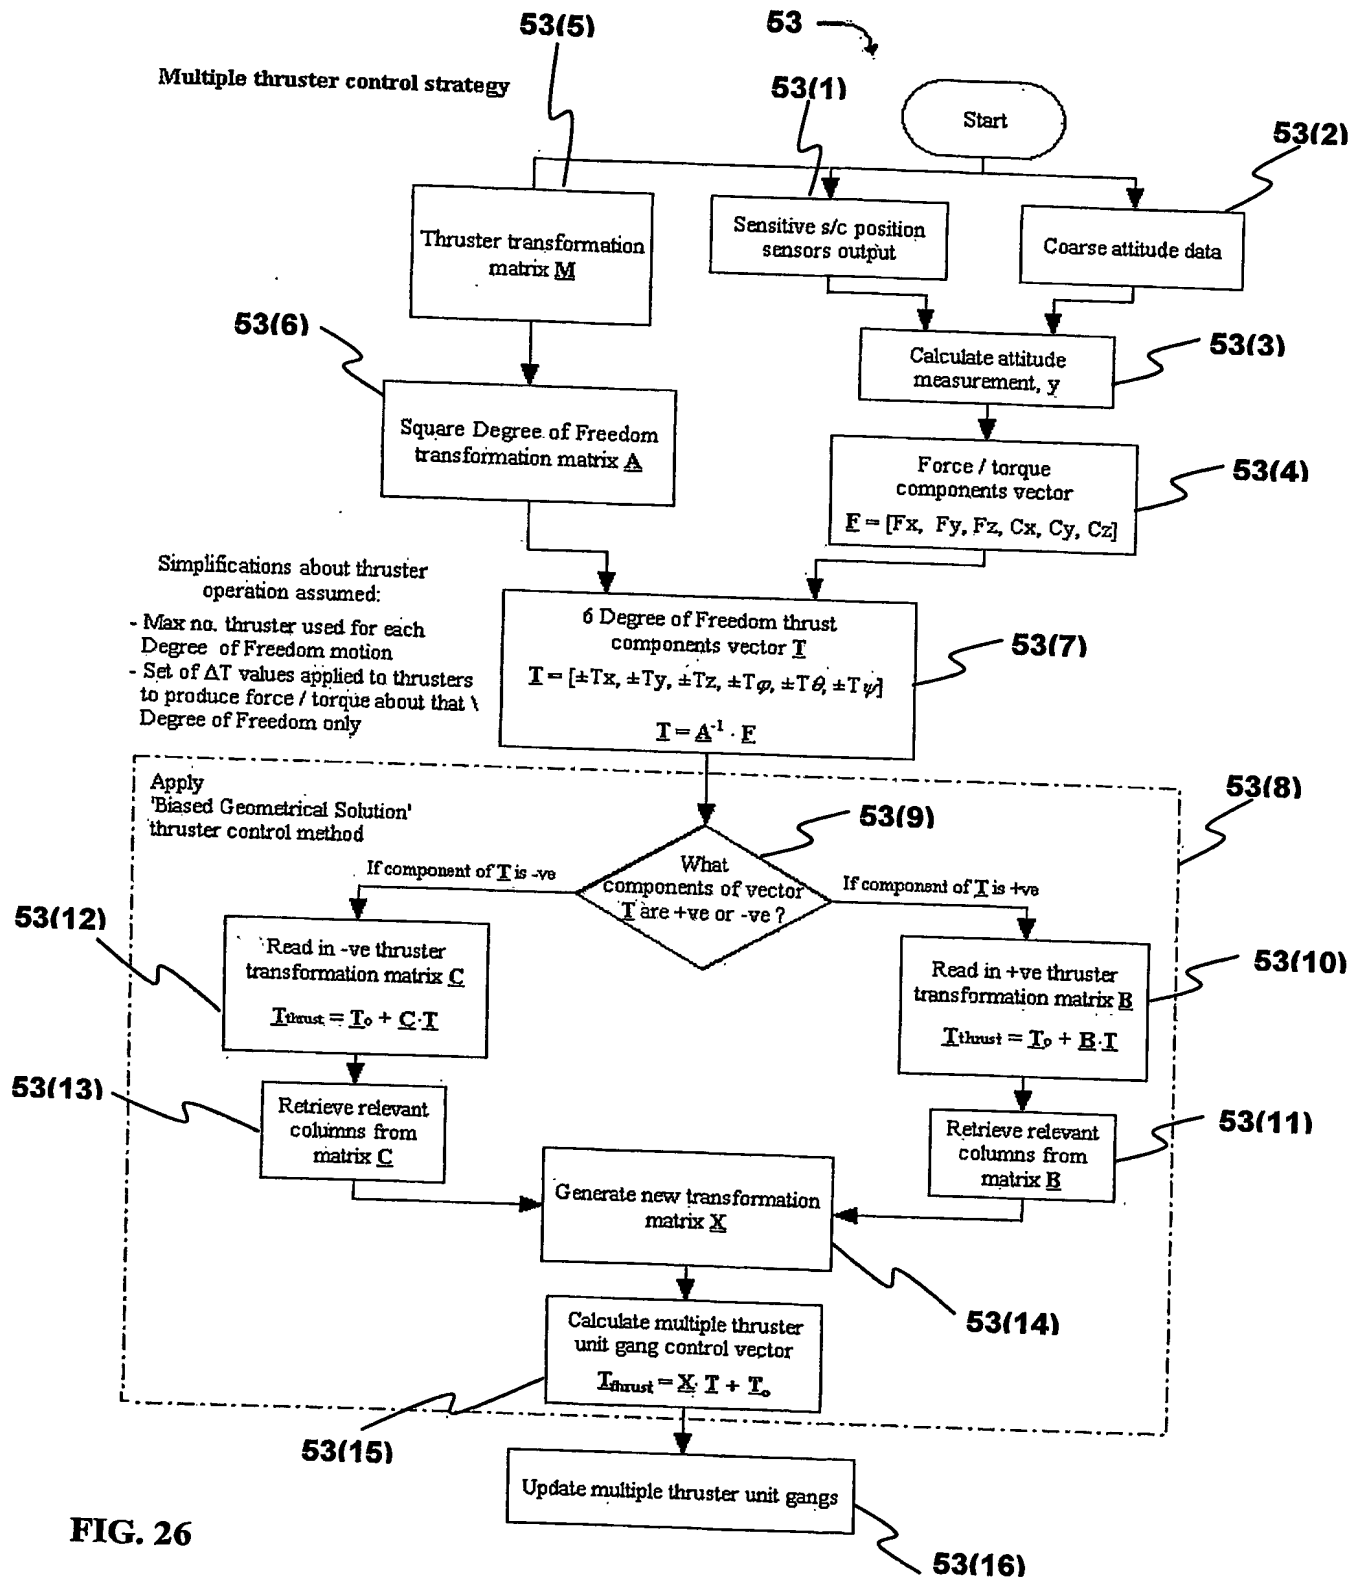 53(5)
53
Multiple thruster control strategy
53(1)
Start
53(2)
Thruster transformation
matrix M
Sensitive s/c position
sensors output
Coarse attitude data
53(6)
53(3)
Calculate attitude
measurement, y
Square Degree of Freedom
transformation matrix A
Force / torque
components vector
F = [Fx, Fy, Fz, Cx, Cy, Cz]
53(4)
Simplifications about thruster
operation assumed:
- Max no. thruster used for each
Degree of Freedom motion
- Set of ΔT values applied to thrusters
to produce force / torque about that \
Degree of Freedom only
6 Degree of Freedom thrust
components vector T
T = [±Tx, ±Ty, ±Tz, ±Tφ, ±Tθ, ±Tψ]
T = A⁻¹ · F
53(7)
Apply
'Biased Geometrical Solution'
thruster control method
53(8)
53(9)
What
components of vector
T are +ve or -ve ?
If component of T is -ve
If component of T is +ve
53(12)
Read in -ve thruster
transformation matrix C
Tthrust = To + C·T
Read in +ve thruster
transformation matrix B
Tthrust = To + B·T
53(10)
53(13)
Retrieve relevant
columns from
matrix C
Retrieve relevant
columns from
matrix B
53(11)
Generate new transformation
matrix X
53(14)
Calculate multiple thruster
unit gang control vector
Tthrust = X· T + To
53(15)
Update multiple thruster unit gangs
53(16)
FIG. 26